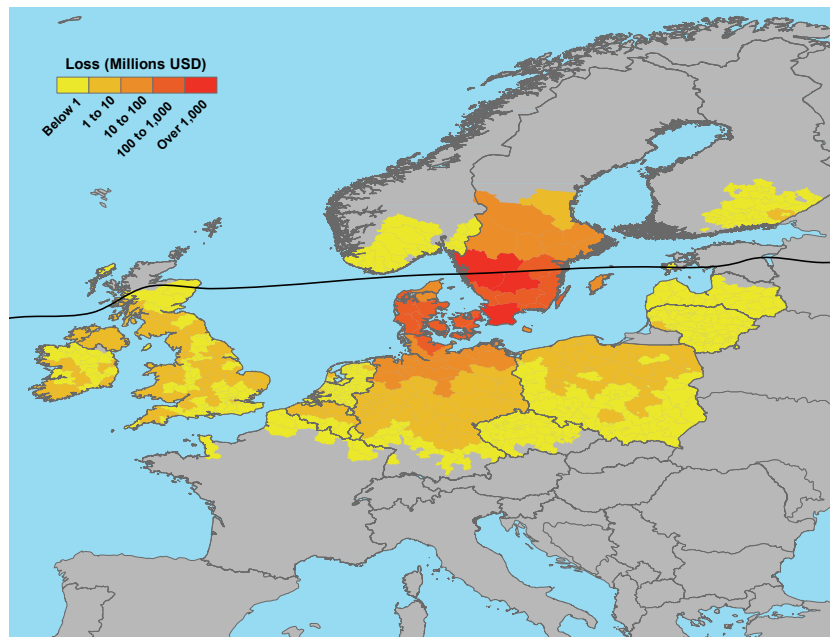 Loss (Millions USD)
Below 1
1 to 10
10 to 100
100 to 1,000
Over 1,000